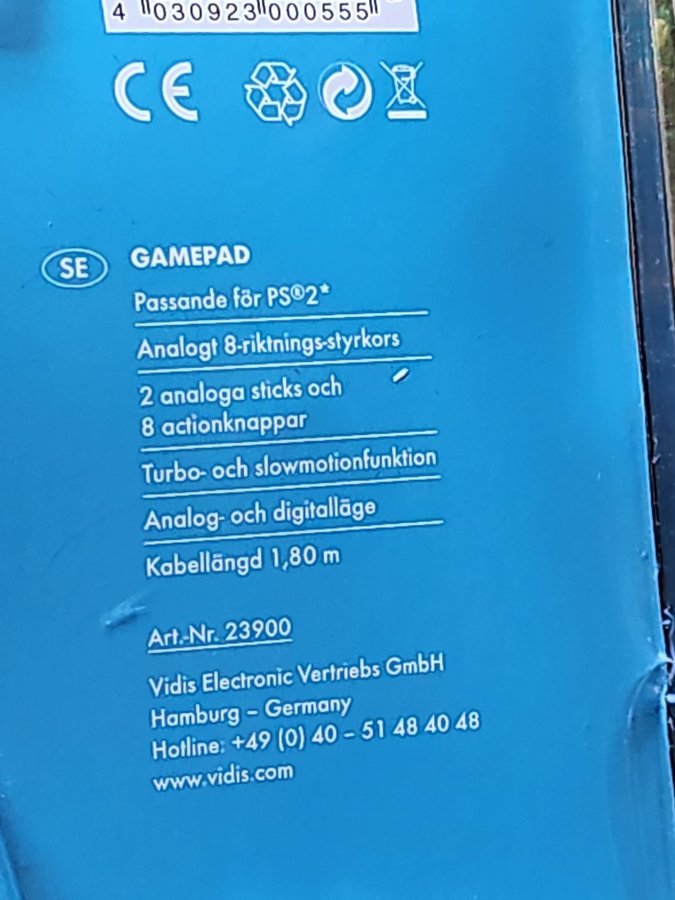 4 030923 000555
CE
SE
GAMEPAD
Passande för PS®2*
Analogt 8-riktnings-styrkors
2 analoga sticks och
8 actionknappar
Turbo- och slowmotionfunktion
Analog- och digitalläge
Kabellängd 1,80 m
Art.-Nr. 23900
Vidis Electronic Vertriebs GmbH
Hamburg – Germany
Hotline: +49 (0) 40 – 51 48 40 48
www.vidis.com